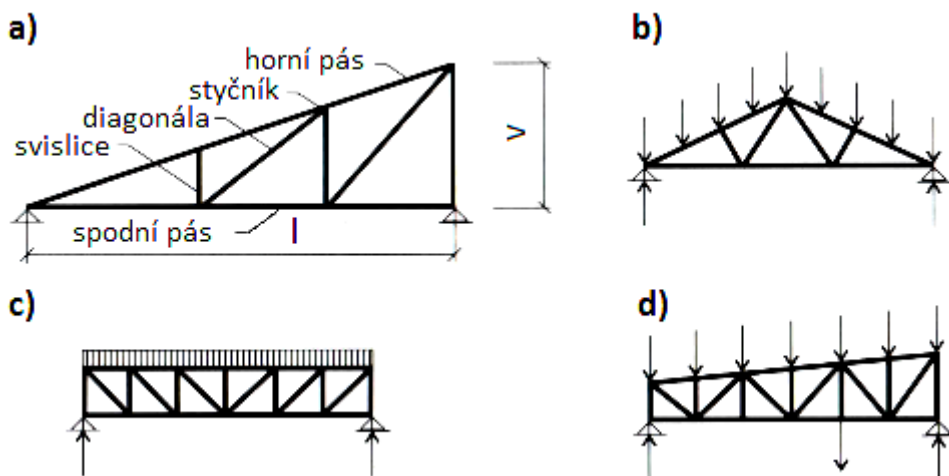 a)
horní pás
styčník
diagonála
svislice
spodní pás
l
v
b)
c)
d)